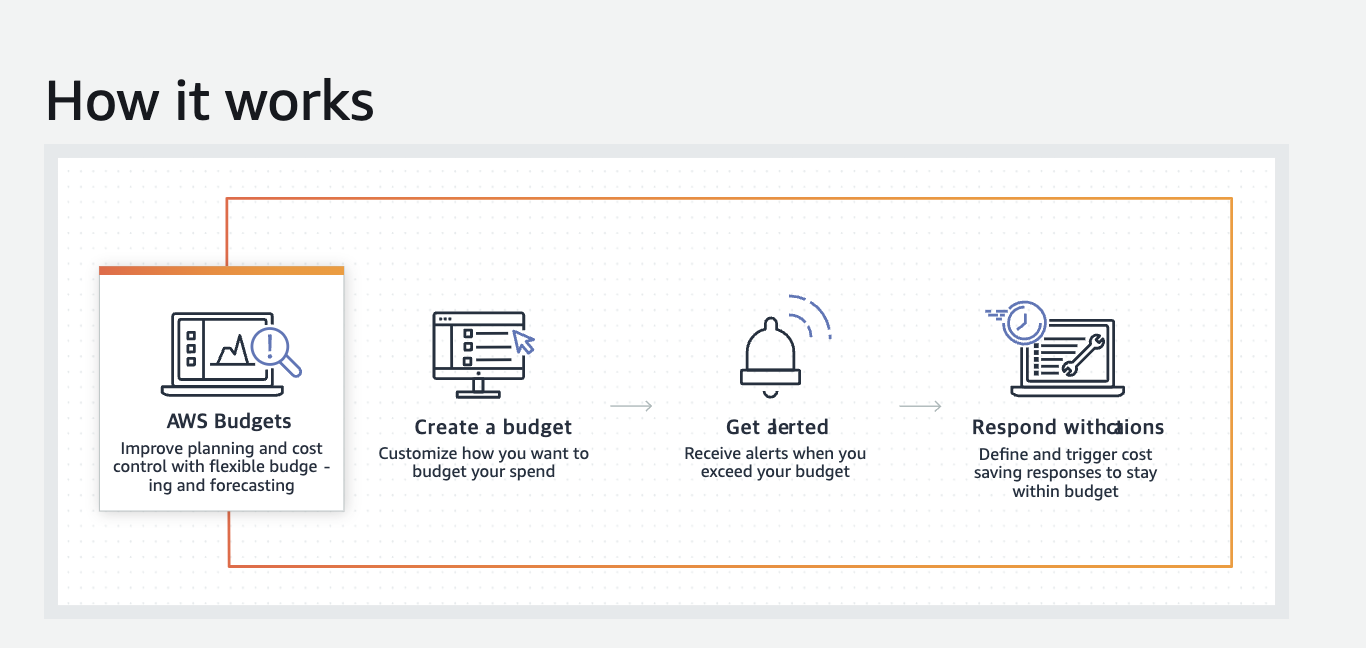 How it works
AWS Budgets
Improve planning and cost
control with flexible budge -
ing and forecasting
Create a budget
Customize how you want to
budget your spend
Get alerted
Receive alerts when you
exceed your budget
Respond with actions
Define and trigger cost
saving responses to stay
within budget